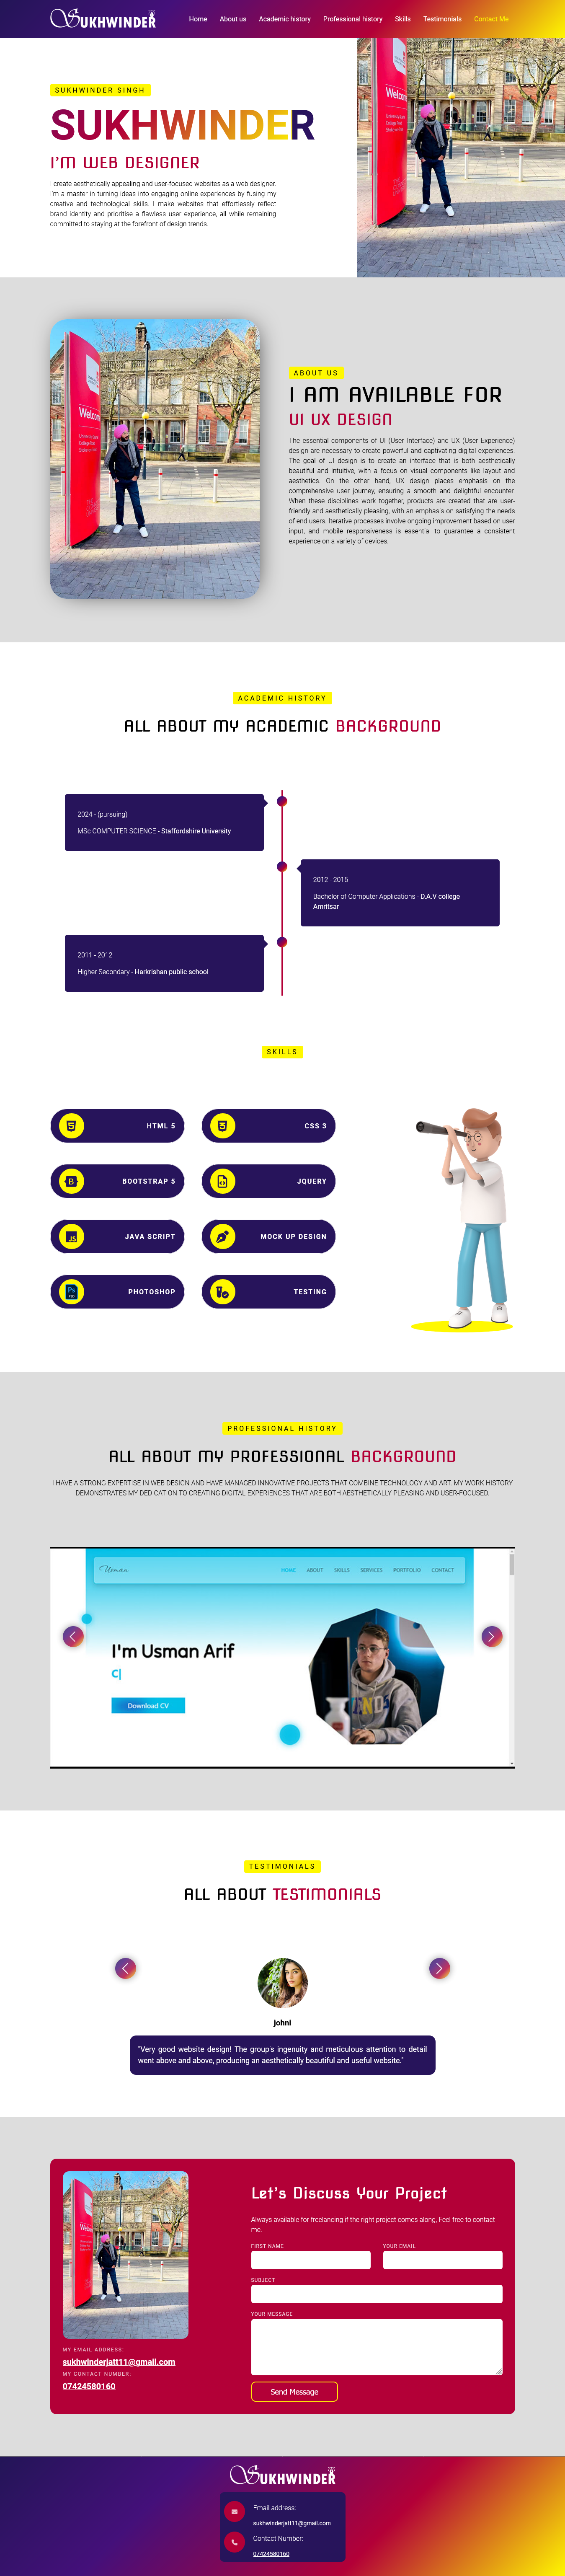 SUKHWINDER
Home About us Academic history Professional history Skills Testimonials Contact Me
SUKHWINDER SINGH
SUKHWINDER
I'M WEB DESIGNER
I create aesthetically appealing and user-focused websites as a web designer.
I'm a master in turning ideas into engaging online experiences by fusing my
creative and technological skills. I make websites that effortlessly reflect
brand identity and prioritise a flawless user experience, all while remaining
committed to staying at the forefront of design trends.
Welcome
Welcome
ABOUT US
I AM AVAILABLE FOR
UI UX DESIGN
The essential components of UI (User Interface) and UX (User Experience)
design are necessary to create powerful and captivating digital experiences.
The goal of UI design is to create an interface that is both aesthetically
beautiful and intuitive, with a focus on visual components like layout and
aesthetics. On the other hand, UX design places emphasis on the
comprehensive user journey, ensuring a smooth and delightful encounter.
When these disciplines work together, products are created that are user-
friendly and aesthetically pleasing, with an emphasis on satisfying the needs
of end users. Iterative processes involve ongoing improvement based on user
input, and mobile responsiveness is essential to guarantee a consistent
experience on a variety of devices.
ACADEMIC HISTORY
ALL ABOUT MY ACADEMIC BACKGROUND
2024 - (pursuing)
MSc COMPUTER SCIENCE - Staffordshire University
2012 - 2015
Bachelor of Computer Applications - D.A.V college
Amritsar
2011 - 2012
Higher Secondary - Harkrishan public school
SKILLS
HTML 5
CSS 3
BOOTSTRAP 5
JQUERY
JAVA SCRIPT
MOCK UP DESIGN
PHOTOSHOP
TESTING
PROFESSIONAL HISTORY
ALL ABOUT MY PROFESSIONAL BACKGROUND
I HAVE A STRONG EXPERTISE IN WEB DESIGN AND HAVE MANAGED INNOVATIVE PROJECTS THAT COMBINE TECHNOLOGY AND ART. MY WORK HISTORY
DEMONSTRATES MY DEDICATION TO CREATING DIGITAL EXPERIENCES THAT ARE BOTH AESTHETICALLY PLEASING AND USER-FOCUSED.
Usman HOME ABOUT SKILLS SERVICES PORTFOLIO CONTACT
I'm Usman Arif
C|
Download CV
TESTIMONIALS
ALL ABOUT TESTIMONIALS
johni
"Very good website design! The group's ingenuity and meticulous attention to detail
went above and above, producing an aesthetically beautiful and useful website."
Let's Discuss Your Project
Always available for freelancing if the right project comes along, Feel free to contact
me.
FIRST NAME YOUR EMAIL
SUBJECT
YOUR MESSAGE
Send Message
MY EMAIL ADDRESS:
sukhwinderjatt11@gmail.com
MY CONTACT NUMBER:
07424580160
SUKHWINDER
Email address:
sukhwinderjatt11@gmail.com
Contact Number:
07424580160